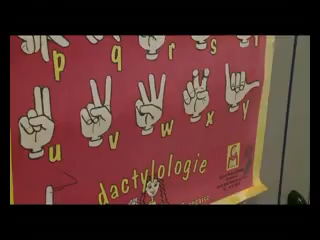 p q r s t
u v w x y
dactylologie